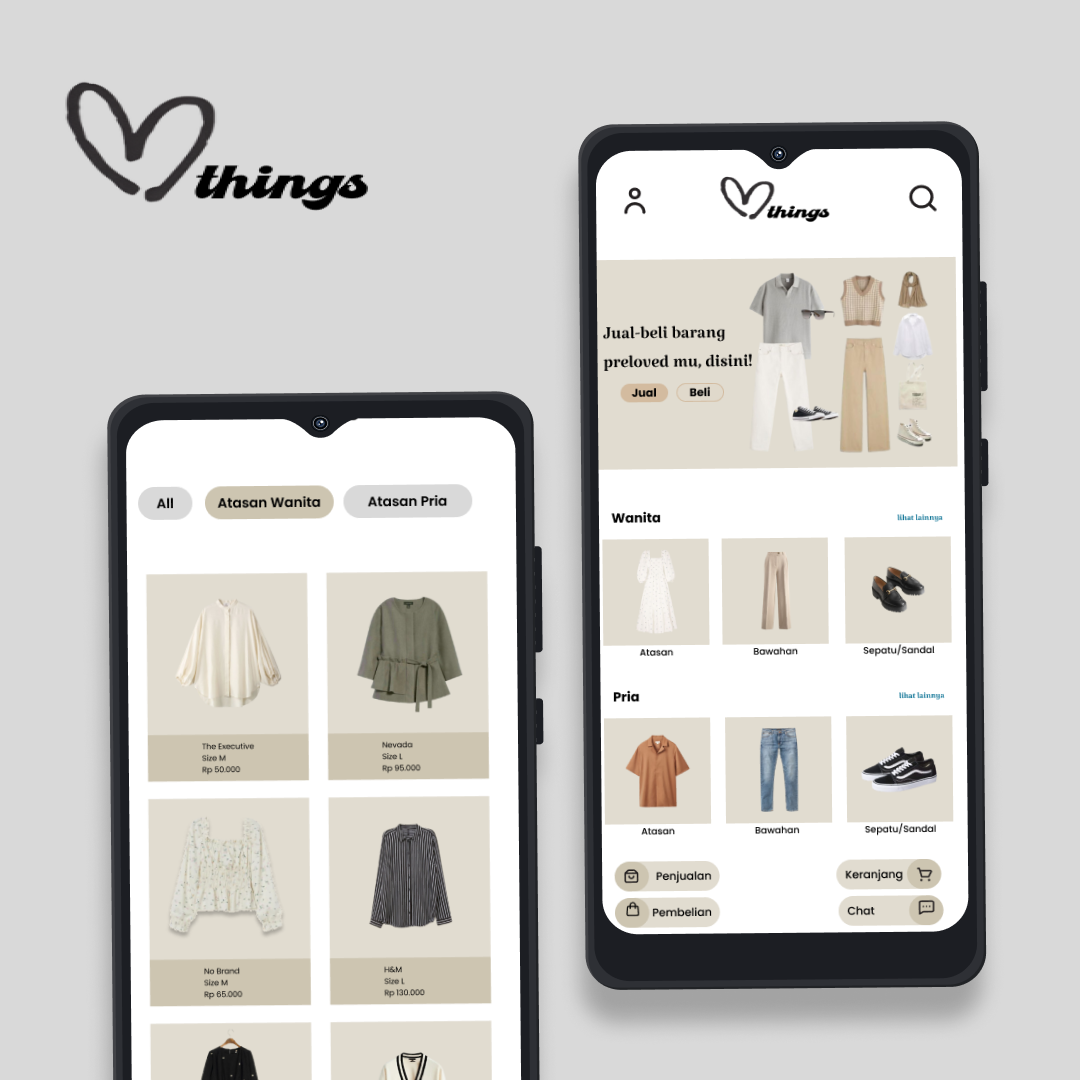 things
things
Jual-beli barang
preloved mu, disini!
Jual Beli
Wanita lihat lainnya
Atasan Bawahan Sepatu/Sandal
Pria lihat lainnya
Atasan Bawahan Sepatu/Sandal
Penjualan Keranjang
Pembelian Chat
All Atasan Wanita Atasan Pria
The Executive
Size M
Rp 50.000
Nevada
Size L
Rp 95.000
No Brand
Size M
Rp 65.000
H&M
Size L
Rp 130.000